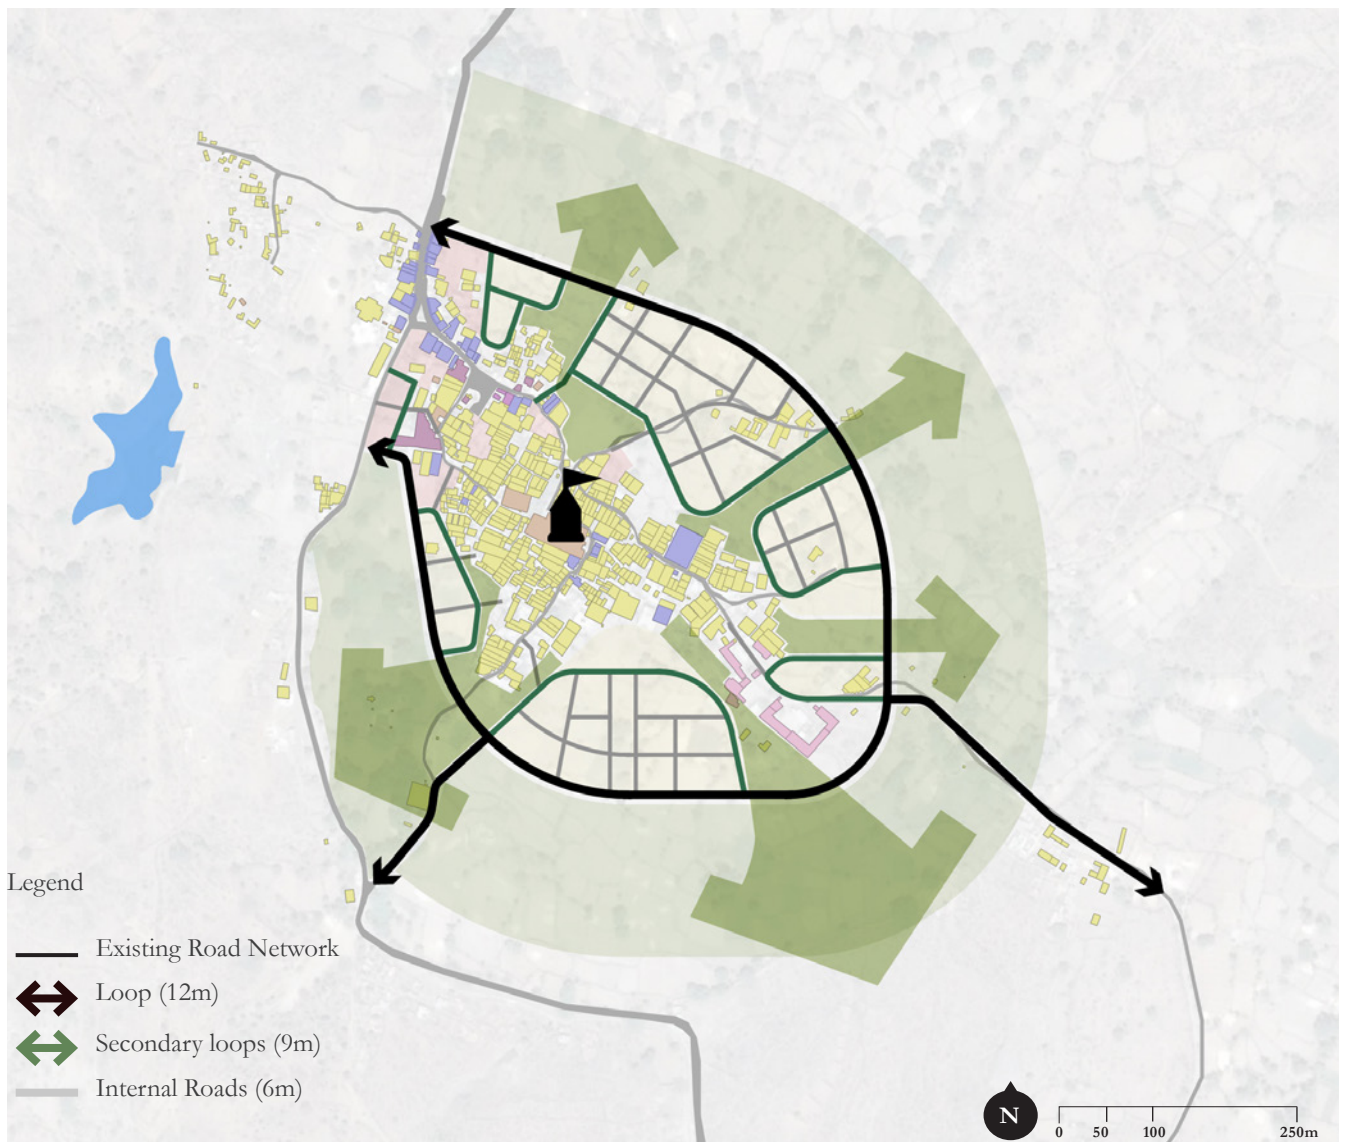 Legend
Existing Road Network
Loop (12m)
Secondary loops (9m)
Internal Roads (6m)
N
0 50 100 250m